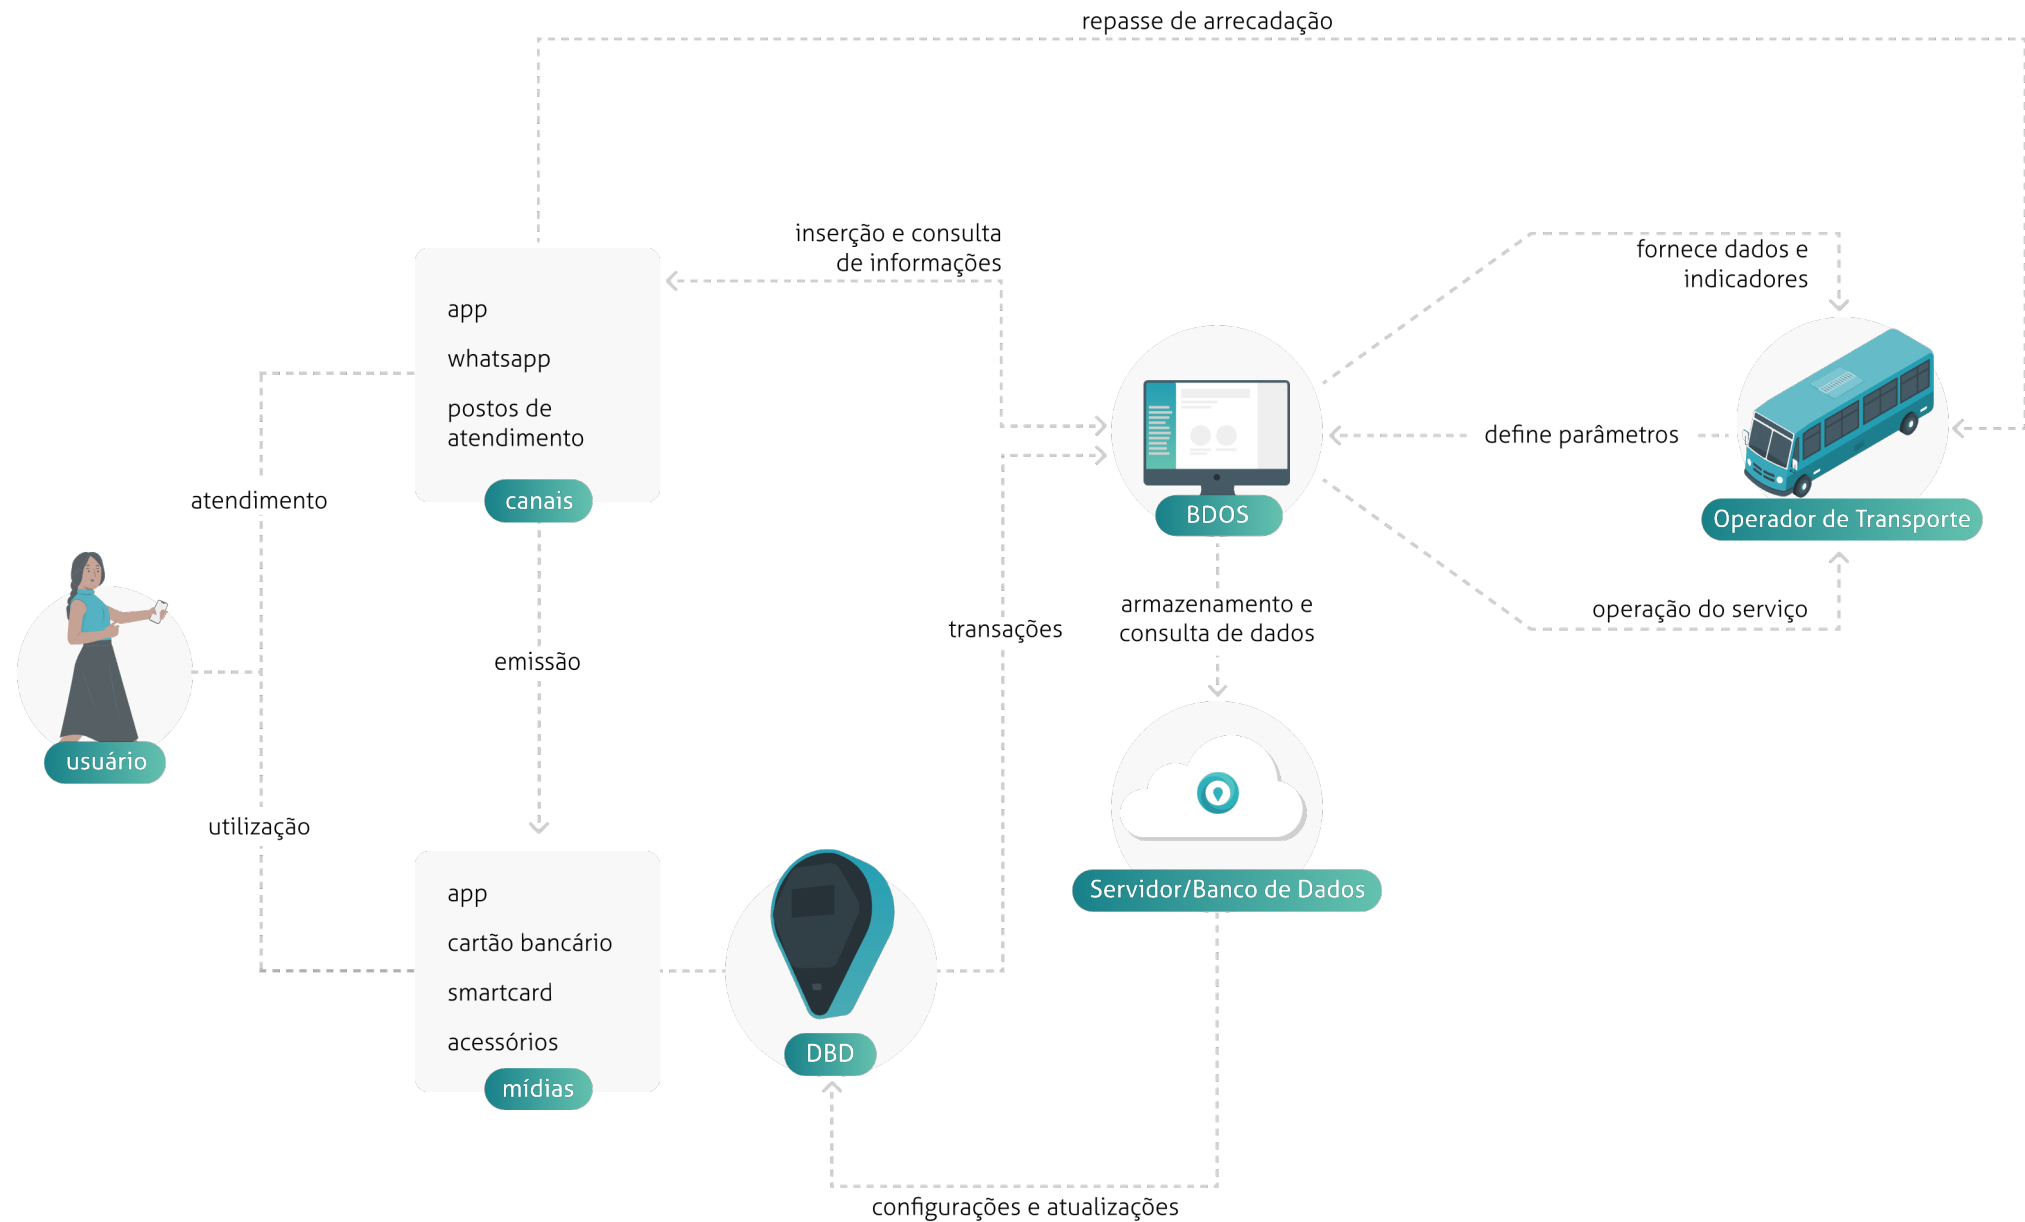 repasse de arrecadação
inserção e consulta
de informações
fornece dados e
indicadores
app
whatsapp
postos de
atendimento
canais
atendimento
define parâmetros
BDOS
Operador de Transporte
armazenamento e
consulta de dados
operação do serviço
transações
emissão
usuário
utilização
app
cartão bancário
smartcard
acessórios
mídias
DBD
Servidor/Banco de Dados
configurações e atualizações